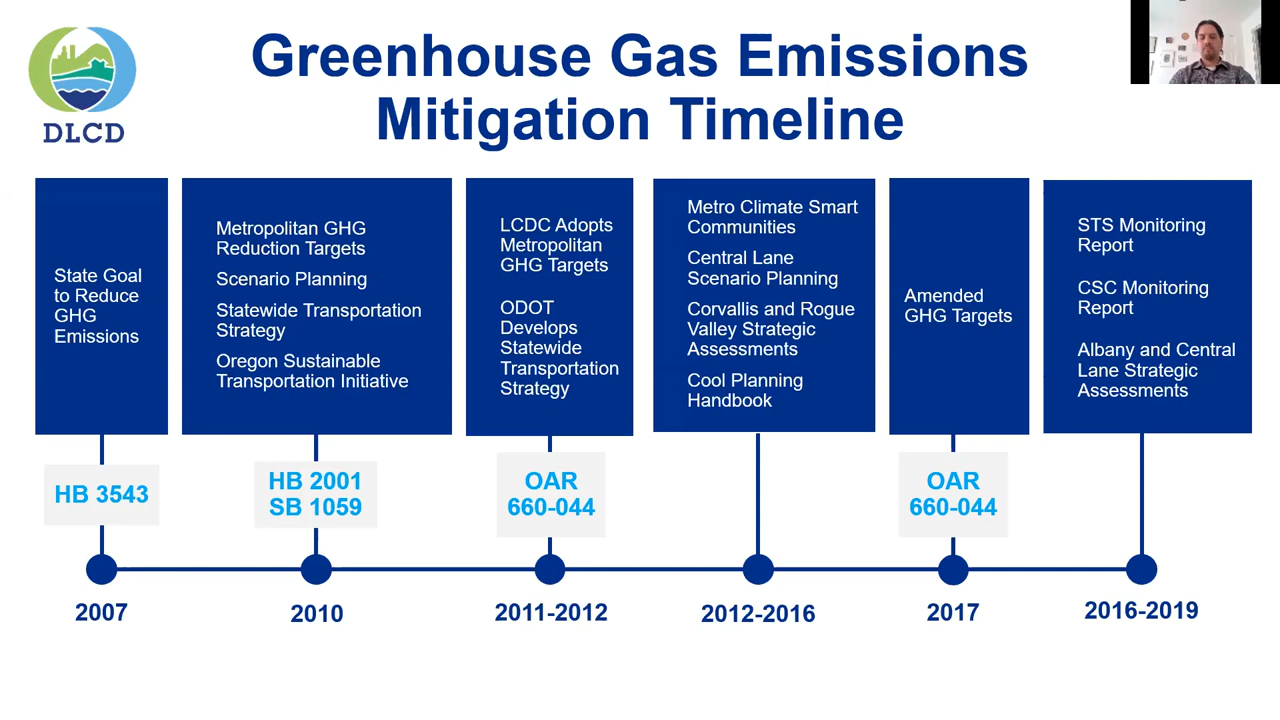 Greenhouse Gas Emissions
Mitigation Timeline
DLCD
State Goal
to Reduce
GHG
Emissions
Metropolitan GHG
Reduction Targets
Scenario Planning
Statewide Transportation
Strategy
Oregon Sustainable
Transportation Initiative
LCDC Adopts
Metropolitan
GHG Targets
ODOT
Develops
Statewide
Transportation
Strategy
Metro Climate Smart
Communities
Central Lane
Scenario Planning
Corvallis and Rogue
Valley Strategic
Assessments
Cool Planning
Handbook
Amended
GHG Targets
STS Monitoring
Report
CSC Monitoring
Report
Albany and Central
Lane Strategic
Assessments
HB 3543
HB 2001
SB 1059
OAR
660-044
OAR
660-044
2007
2010
2011-2012
2012-2016
2017
2016-2019